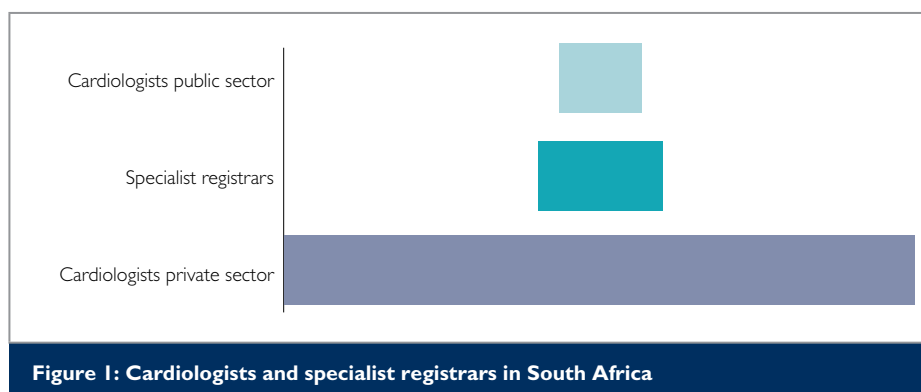 Cardiologists public sector
Specialist registrars
Cardiologists private sector
Figure 1: Cardiologists and specialist registrars in South Africa